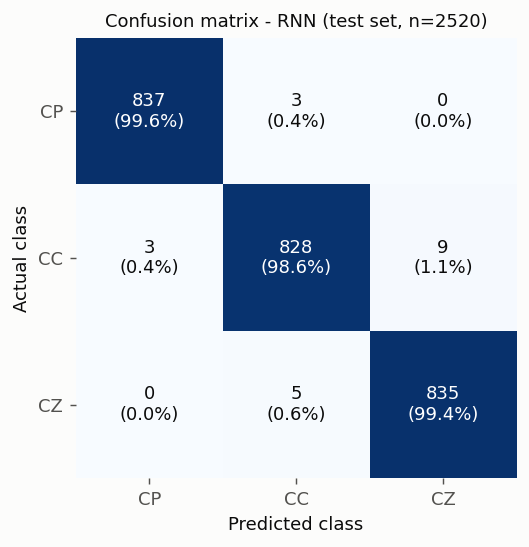 Confusion matrix - RNN (test set, n=2520)
Actual class
CP
837
(99.6%)
3
(0.4%)
0
(0.0%)
CC
3
(0.4%)
828
(98.6%)
9
(1.1%)
CZ
0
(0.0%)
5
(0.6%)
835
(99.4%)
CP
CC
CZ
Predicted class